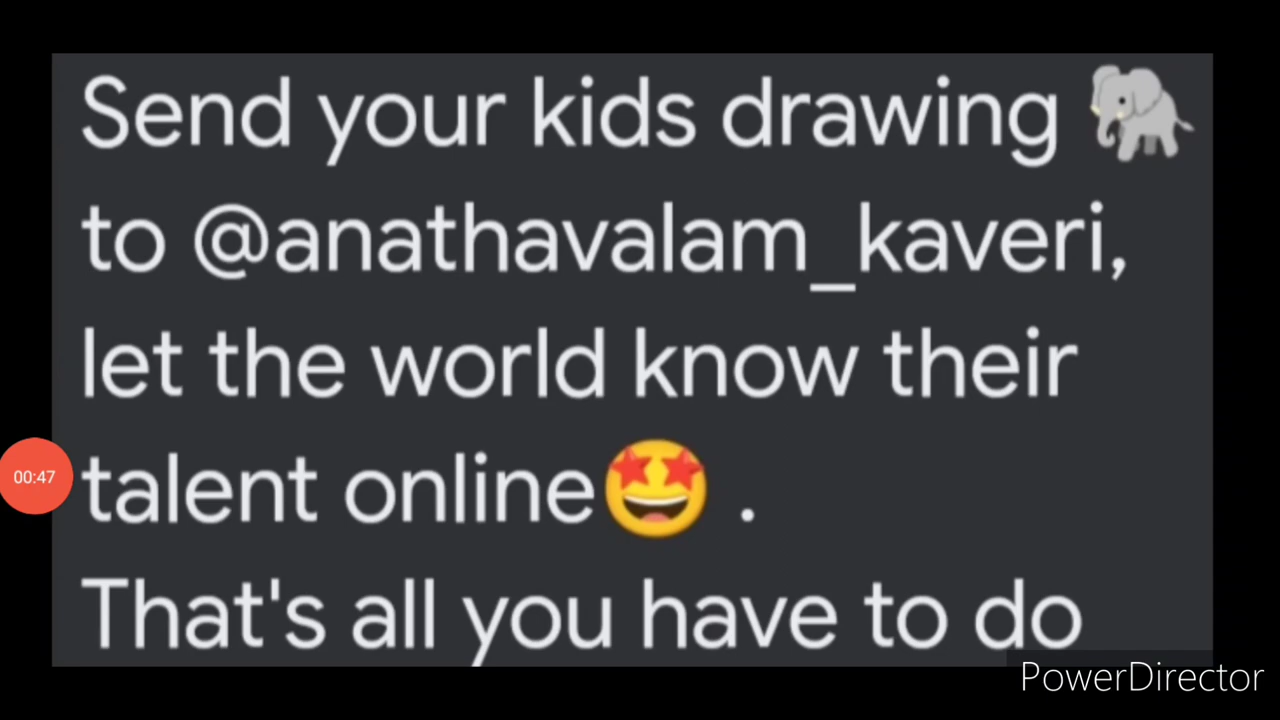 Send your kids drawing 🐘
to @anathavalam_kaveri,
let the world know their
00:47
talent online🤩 .
That's all you have to do
PowerDirector